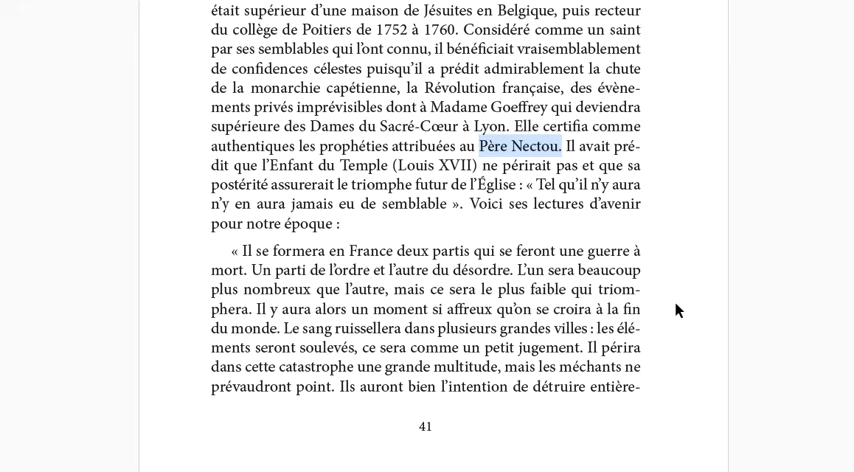 était supérieur d’une maison de Jésuites en Belgique, puis recteur
du collège de Poitiers de 1752 à 1760. Considéré comme un saint
par ses semblables qui l’ont connu, il bénéficiait vraisemblablement
de confidences célestes puisqu’il a prédit admirablement la chute
de la monarchie capétienne, la Révolution française, des évène-
ments privés imprévisibles dont à Madame Goeffrey qui deviendra
supérieure des Dames du Sacré-Cœur à Lyon. Elle certifia comme
authentiques les prophéties attribuées au Père Nectou. Il avait pré-
dit que l’Enfant du Temple (Louis XVII) ne périrait pas et que sa
postérité assurerait le triomphe futur de l’Église : « Tel qu’il n’y aura
n’y en aura jamais eu de semblable ». Voici ses lectures d’avenir
pour notre époque :
« Il se formera en France deux partis qui se feront une guerre à
mort. Un parti de l’ordre et l’autre du désordre. L’un sera beaucoup
plus nombreux que l’autre, mais ce sera le plus faible qui triom-
phera. Il y aura alors un moment si affreux qu’on se croira à la fin
du monde. Le sang ruissellera dans plusieurs grandes villes : les élé-
ments seront soulevés, ce sera comme un petit jugement. Il périra
dans cette catastrophe une grande multitude, mais les méchants ne
prévaudront point. Ils auront bien l’intention de détruire entière-
41